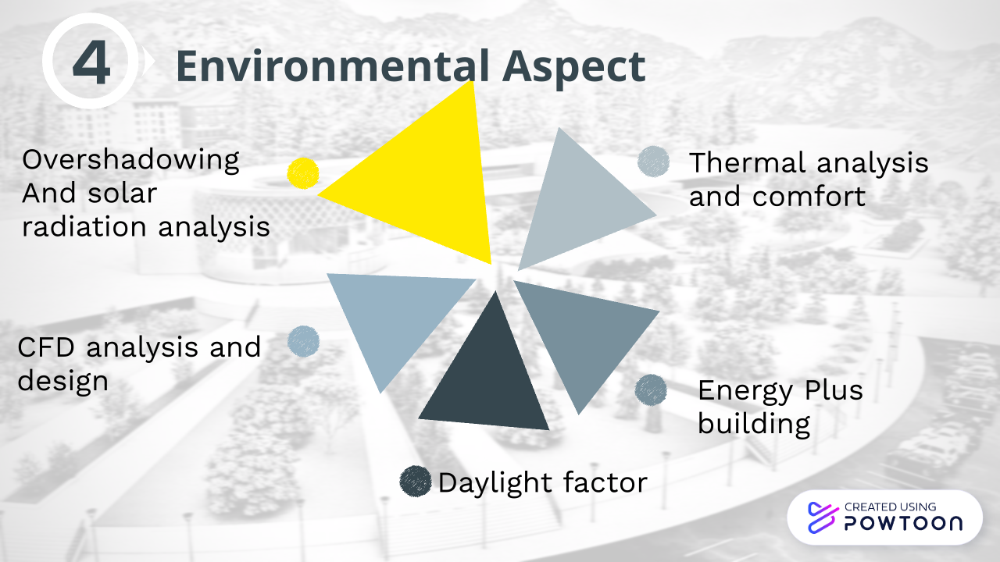 4
Environmental Aspect
Overshadowing
And solar
radiation analysis
Thermal analysis
and comfort
CFD analysis and
design
Energy Plus
building
Daylight factor
CREATED USING
POWTOON